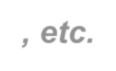 , etc.